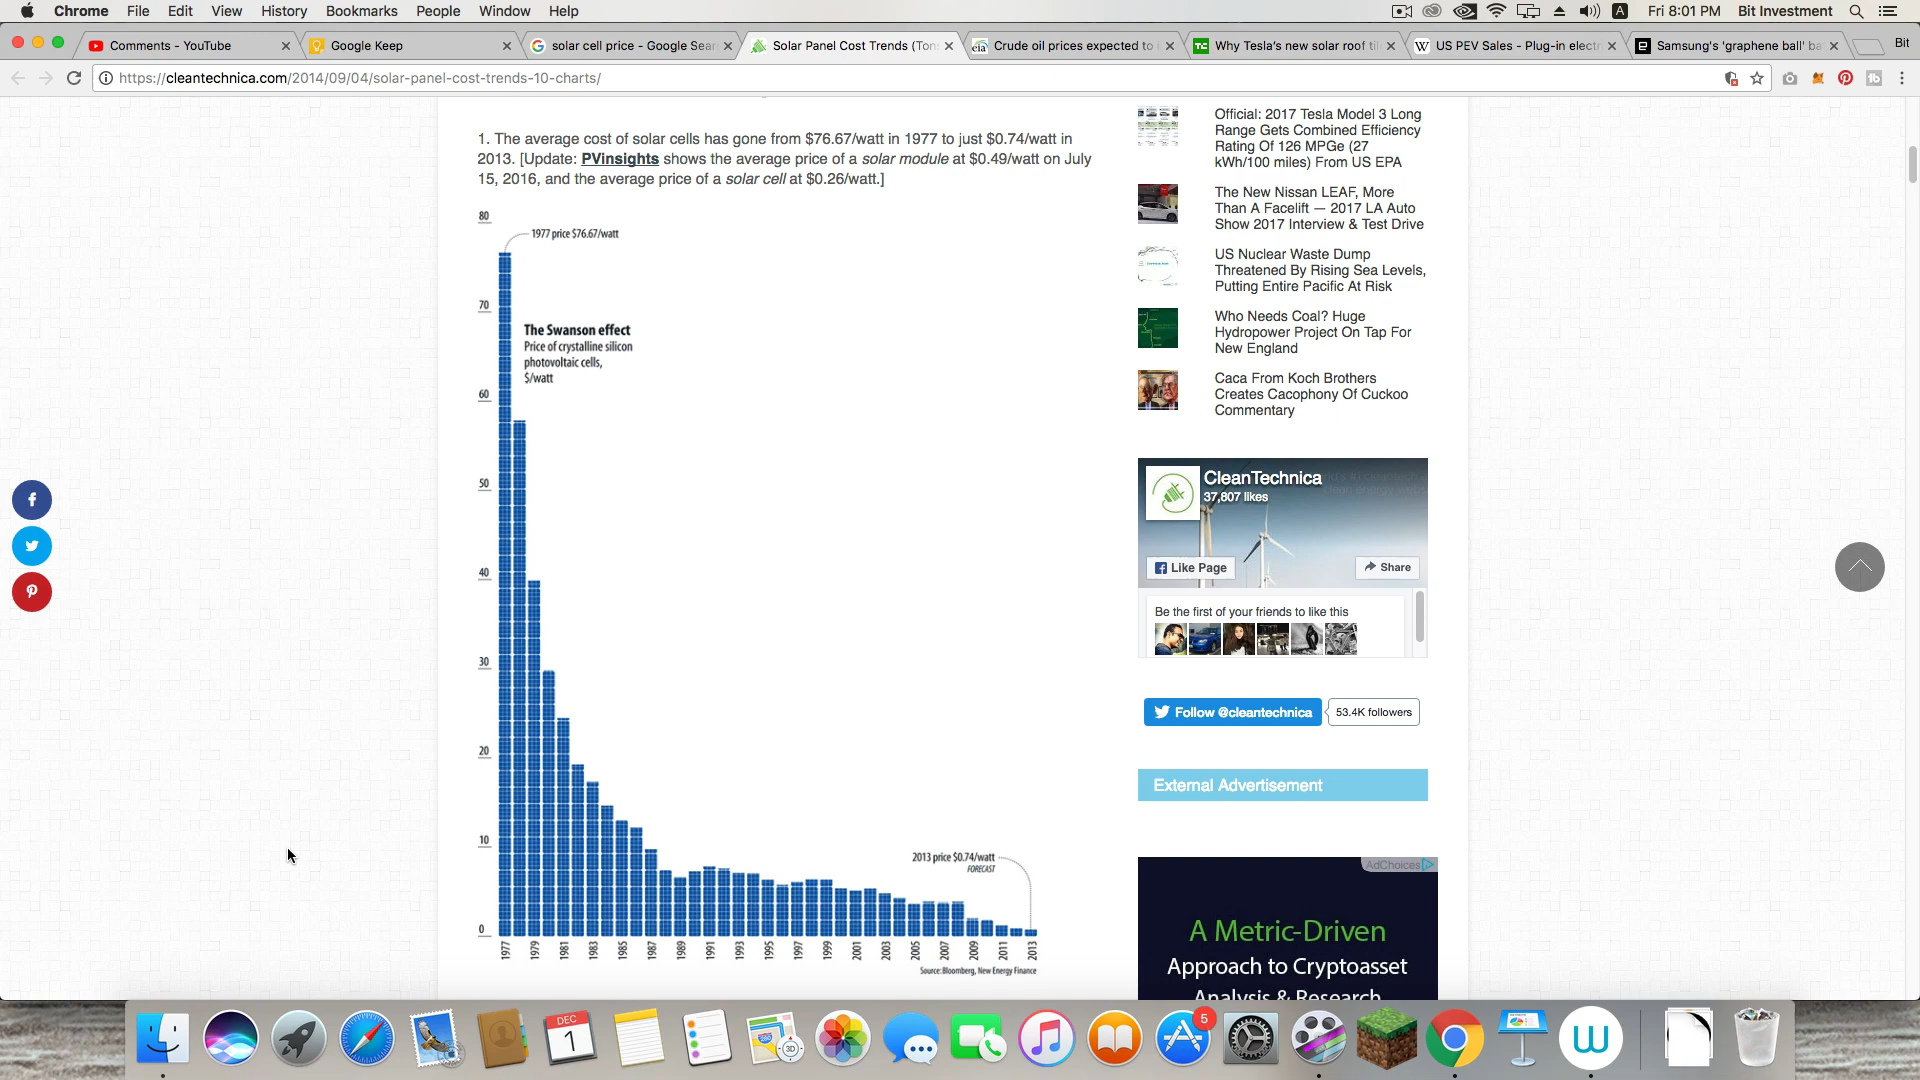 Chrome File Edit View History Bookmarks People Window Help
A Fri 8:01 PM Bit Investment
Comments - YouTube
Google Keep
solar cell price - Google Sear
Solar Panel Cost Trends (Ton
eia Crude oil prices expected to i
TC Why Tesla's new solar roof til
W US PEV Sales - Plug-in electr
e Samsung's 'graphene ball' ba
Bit
https://cleantechnica.com/2014/09/04/solar-panel-cost-trends-10-charts/
1. The average cost of solar cells has gone from $76.67/watt in 1977 to just $0.74/watt in
2013. [Update: PVinsights shows the average price of a solar module at $0.49/watt on July
15, 2016, and the average price of a solar cell at $0.26/watt.]
80
1977 price $76.67/watt
70
The Swanson effect
Price of crystalline silicon
photovoltaic cells,
$/watt
60
50
40
30
20
10
2013 price $0.74/watt
FORECAST
0
1977 1979 1981 1983 1985 1987 1989 1991 1993 1995 1997 1999 2001 2003 2005 2007 2009 2011 2013
Source: Bloomberg, New Energy Finance
Official: 2017 Tesla Model 3 Long
Range Gets Combined Efficiency
Rating Of 126 MPGe (27
kWh/100 miles) From US EPA
The New Nissan LEAF, More
Than A Facelift — 2017 LA Auto
Show 2017 Interview & Test Drive
US Nuclear Waste Dump
Threatened By Rising Sea Levels,
Putting Entire Pacific At Risk
Who Needs Coal? Huge
Hydropower Project On Tap For
New England
Caca From Koch Brothers
Creates Cacophony Of Cuckoo
Commentary
CleanTechnica
37,807 likes
Like Page
Share
Be the first of your friends to like this
Follow @cleantechnica
53.4K followers
External Advertisement
AdChoices
A Metric-Driven
Approach to Cryptoasset
Analysis & Research
DEC
1
280
3D
5